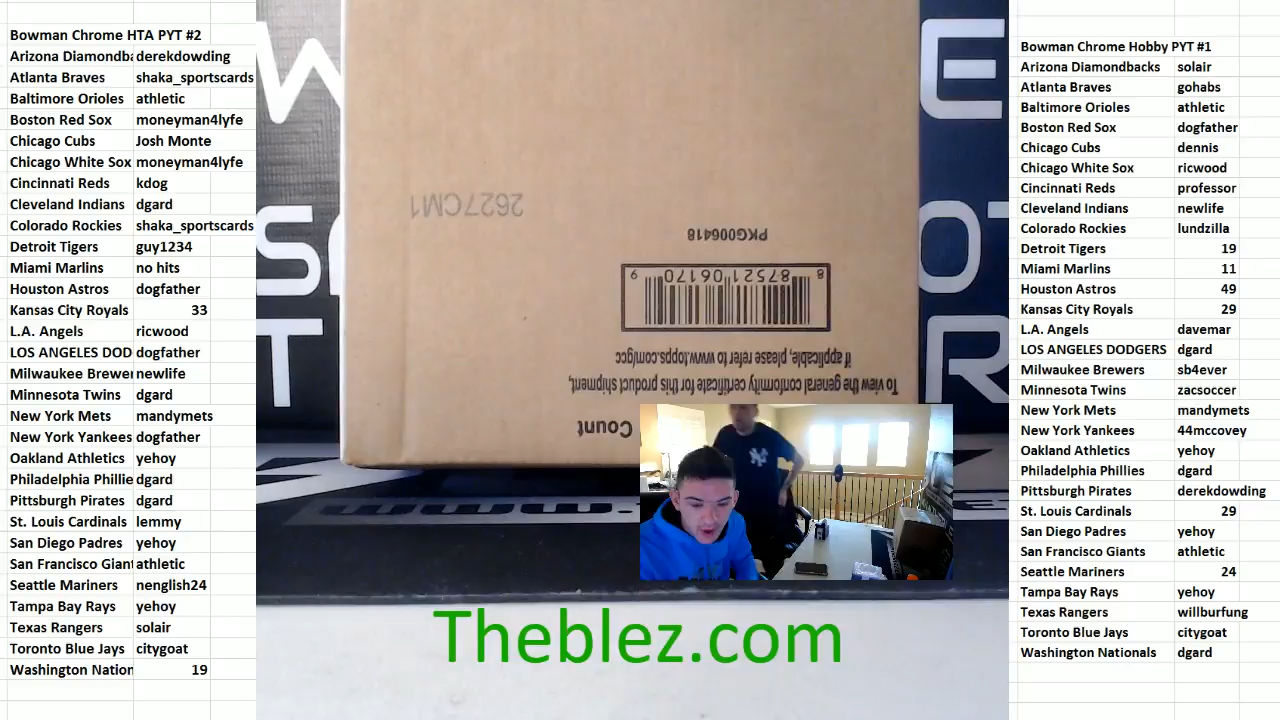 Bowman Chrome HTA PYT #2
Arizona Diamondba derekdowding
Atlanta Braves shaka_sportscards
Baltimore Orioles athletic
Boston Red Sox moneyman4lyfe
Chicago Cubs Josh Monte
Chicago White Sox moneyman4lyfe
Cincinnati Reds kdog
Cleveland Indians dgard
Colorado Rockies shaka_sportscards
Detroit Tigers guy1234
Miami Marlins no hits
Houston Astros dogfather
Kansas City Royals 33
L.A. Angels ricwood
LOS ANGELES DOD dogfather
Milwaukee Brewer newlife
Minnesota Twins dgard
New York Mets mandymets
New York Yankees dogfather
Oakland Athletics yehoy
Philadelphia Phillie dgard
Pittsburgh Pirates dgard
St. Louis Cardinals lemmy
San Diego Padres yehoy
San Francisco Giant athletic
Seattle Mariners nenglish24
Tampa Bay Rays yehoy
Texas Rangers solair
Toronto Blue Jays citygoat
Washington Nation 19
2627CM1
PKG006418
8 87521 06170 9
If applicable, please refer to www.topps.com/gcc
To view the general conformity certificate for this product shipment,
Count
Theblez.com
Bowman Chrome Hobby PYT #1
Arizona Diamondbacks solair
Atlanta Braves gohabs
Baltimore Orioles athletic
Boston Red Sox dogfather
Chicago Cubs dennis
Chicago White Sox ricwood
Cincinnati Reds professor
Cleveland Indians newlife
Colorado Rockies lundzilla
Detroit Tigers 19
Miami Marlins 11
Houston Astros 49
Kansas City Royals 29
L.A. Angels davemar
LOS ANGELES DODGERS dgard
Milwaukee Brewers sb4ever
Minnesota Twins zacsoccer
New York Mets mandymets
New York Yankees 44mccovey
Oakland Athletics yehoy
Philadelphia Phillies dgard
Pittsburgh Pirates derekdowding
St. Louis Cardinals 29
San Diego Padres yehoy
San Francisco Giants athletic
Seattle Mariners 24
Tampa Bay Rays yehoy
Texas Rangers willburfung
Toronto Blue Jays citygoat
Washington Nationals dgard